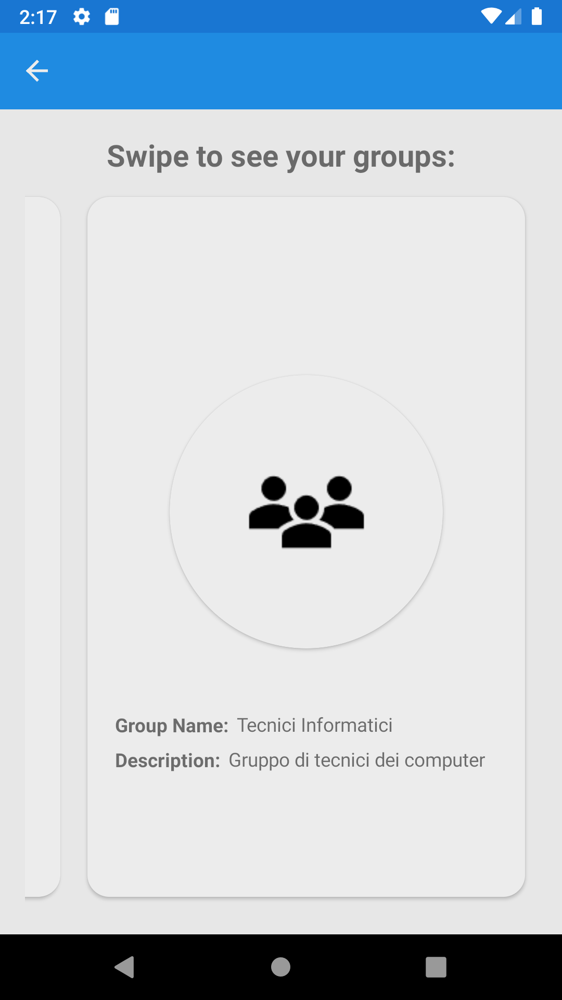 2:17
Swipe to see your groups:
Group Name: Tecnici Informatici
Description: Gruppo di tecnici dei computer